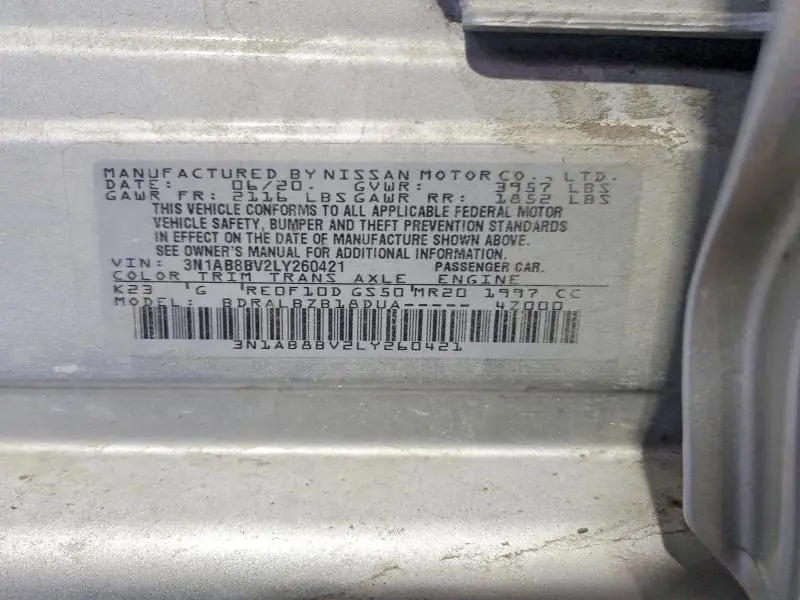 MANUFACTURED BY NISSAN MOTOR CO., LTD.
DATE: 06/20. GVWR: 3957 LBS
GAWR FR: 2116 LBS GAWR RR: 1852 LBS
THIS VEHICLE CONFORMS TO ALL APPLICABLE FEDERAL MOTOR
VEHICLE SAFETY, BUMPER AND THEFT PREVENTION STANDARDS
IN EFFECT ON THE DATE OF MANUFACTURE SHOWN ABOVE.
SEE OWNER'S MANUAL FOR ADDITIONAL INFORMATION.
VIN: 3N1AB8BV2LY260421 PASSENGER CAR.
COLOR TRIM TRANS AXLE ENGINE
K23 'G 'RE0F10D GS50'MR20 1997 CC
MODEL: BDRALBZB18DUA----- 4Z000
3N1AB8BV2LY260421